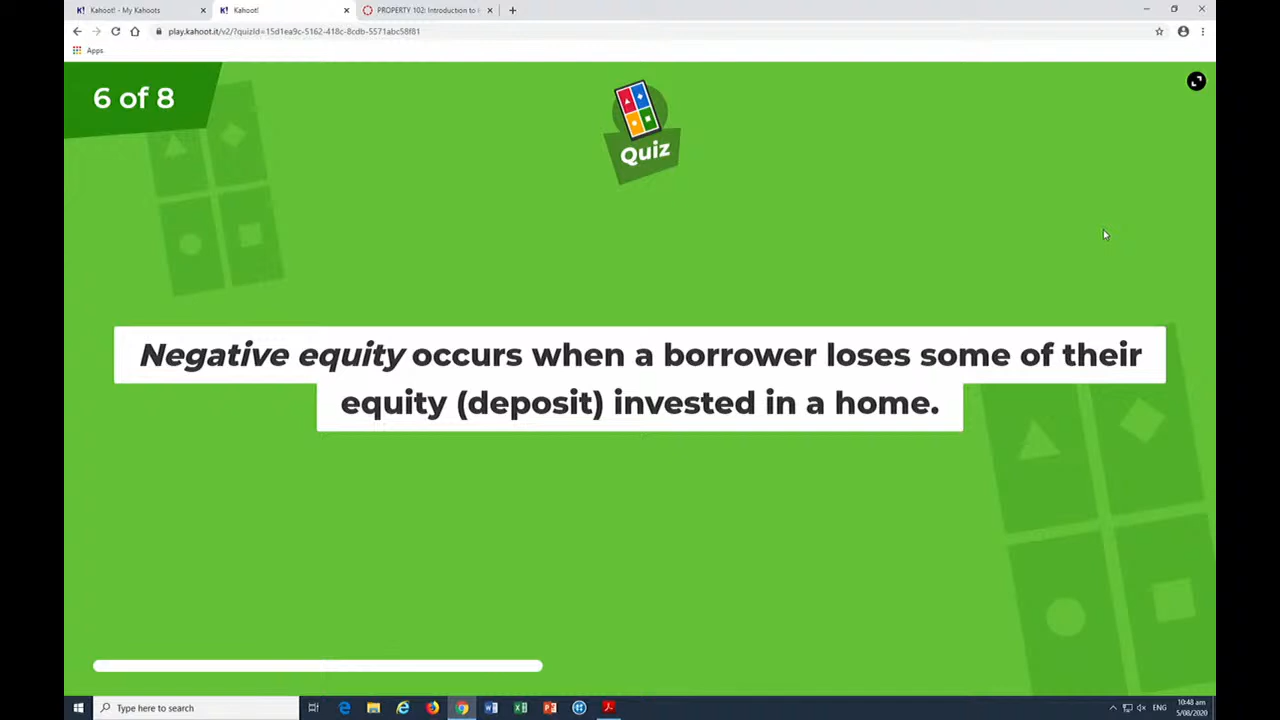 Kahoot! - My Kahoots
Kahoot!
PROPERTY 102: Introduction to
play.kahoot.it/v2/?quizId=15d1ea9c-5162-418c-8cdb-5571abc58f81
Apps
6 of 8
Quiz
Negative equity occurs when a borrower loses some of their
equity (deposit) invested in a home.
Type here to search
ENG
10:48 am
5/08/2020